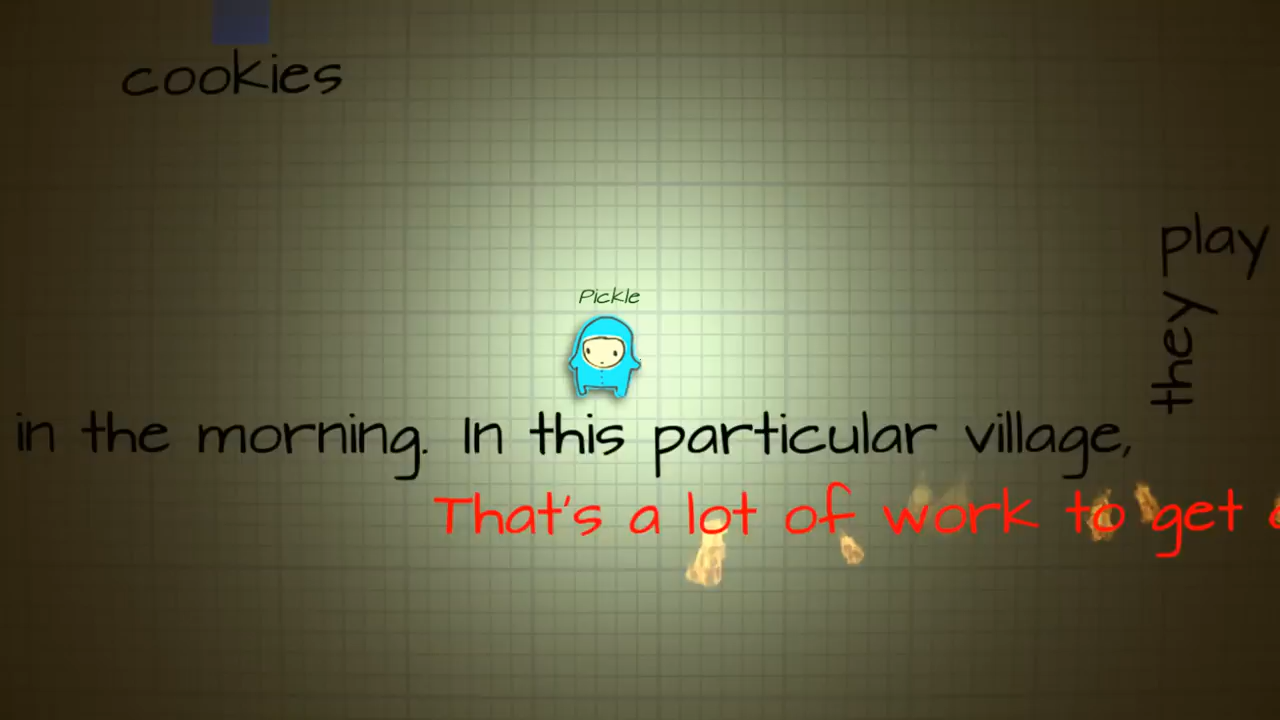 cookies
play
they
Pickle
in the morning. In this particular village,
That's a lot of work to get